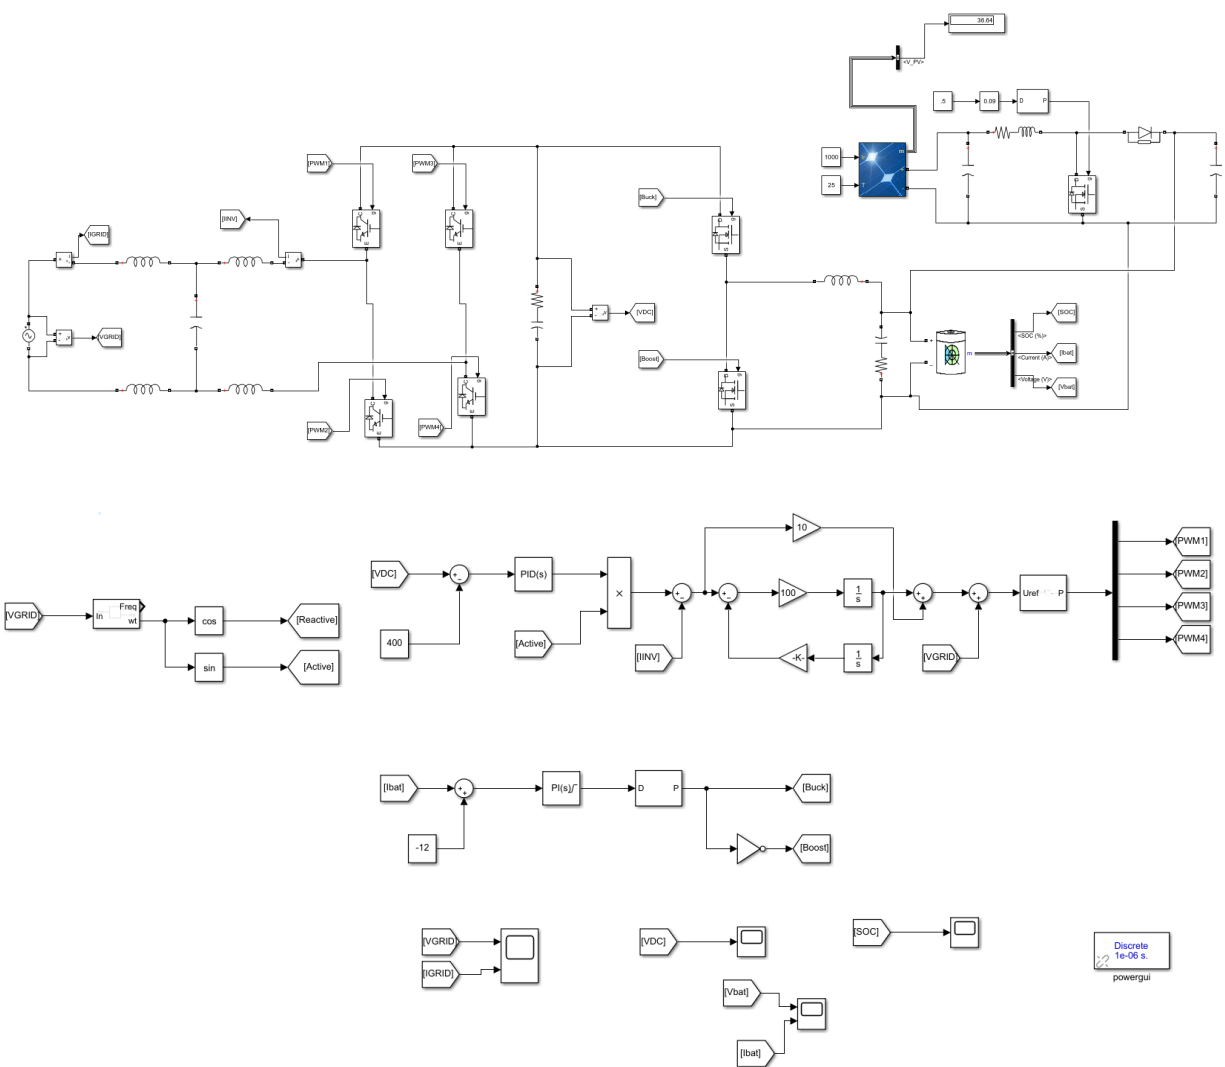 36.64
<V_PV>
.5
0.09
D P
1000
25
m
T
+
-
[PWM1]
[PWM3]
[IINV]
[IGRID]
[VGRID]
[PWM2]
[PWM4]
[VDC]
[Buck]
[Boost]
g C
E
g D
S
m
<SOC (%)>
<Current (A)>
<Voltage (V)>
[SOC]
[Ibat]
[Vbat]
[VGRID]
In
Freq
wt
cos
sin
[Reactive]
[Active]
[VDC]
400
PID(s)
[Active]
×
[IINV]
10
100
1
s
-K-
1
s
[VGRID]
Uref P
[PWM1]
[PWM2]
[PWM3]
[PWM4]
[Ibat]
-12
PI(s)
D P
[Buck]
[Boost]
[VGRID]
[IGRID]
[VDC]
[SOC]
[Vbat]
[Ibat]
Discrete
1e-06 s.
powergui